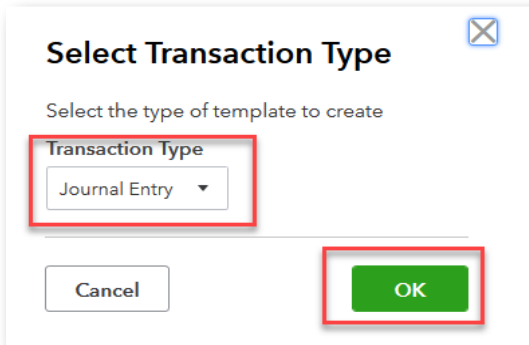 Select Transaction Type
Select the type of template to create
Transaction Type
Journal Entry
Cancel
OK